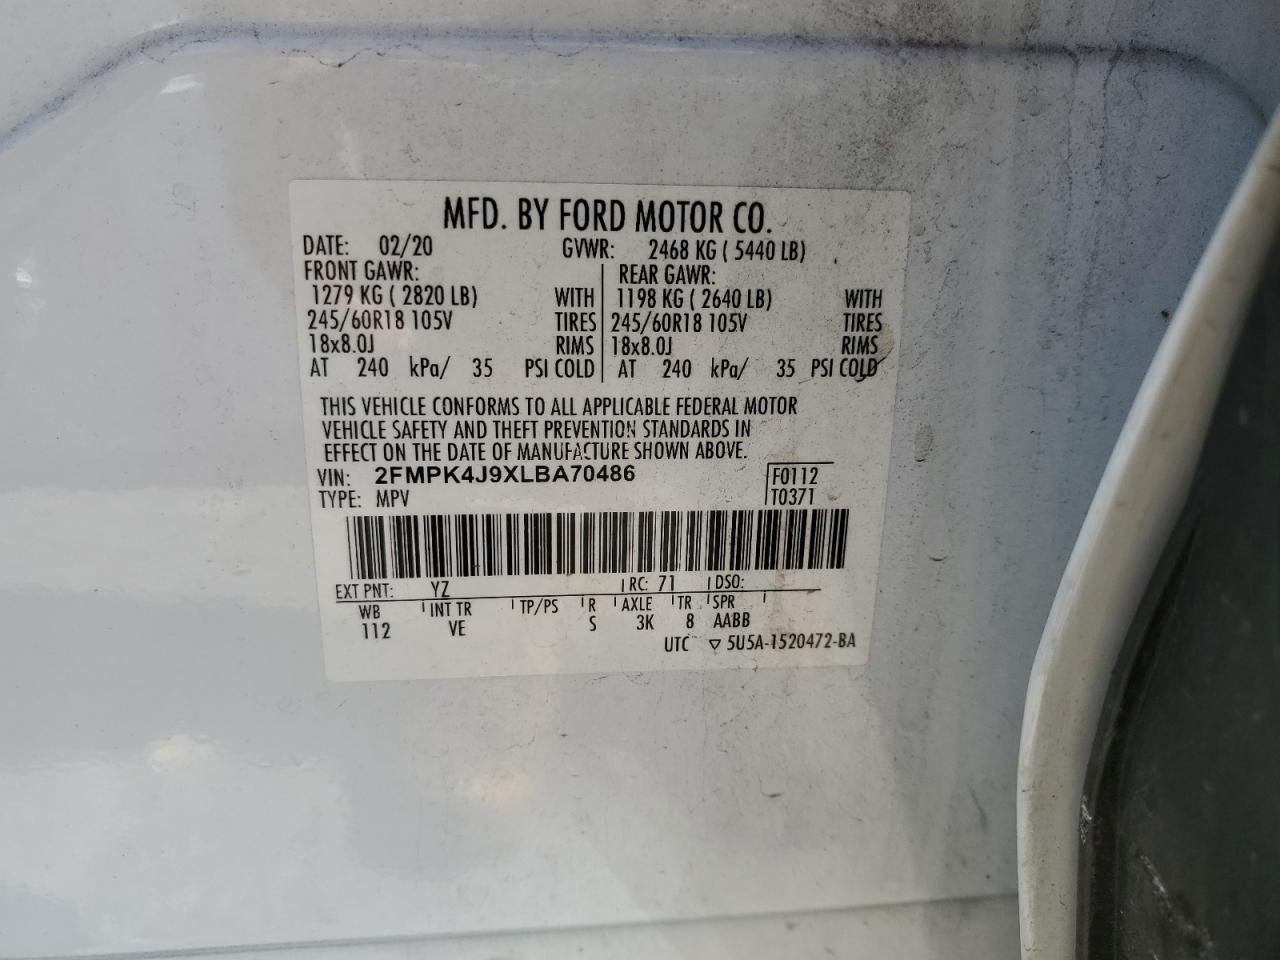 MFD. BY FORD MOTOR CO.
DATE: 02/20 GVWR: 2468 KG ( 5440 LB)
FRONT GAWR: REAR GAWR:
1279 KG ( 2820 LB) WITH 1198 KG ( 2640 LB) WITH
245/60R18 105V TIRES 245/60R18 105V TIRES
18x8.0J RIMS 18x8.0J RIMS
AT 240 kPa/ 35 PSI COLD AT 240 kPa/ 35 PSI COLD
THIS VEHICLE CONFORMS TO ALL APPLICABLE FEDERAL MOTOR
VEHICLE SAFETY AND THEFT PREVENTION STANDARDS IN
EFFECT ON THE DATE OF MANUFACTURE SHOWN ABOVE.
VIN: 2FMPK4J9XLBA70486 F0112
TYPE: MPV T0371
EXT PNT: YZ RC: 71 DSO:
WB INT TR TP/PS R AXLE TR SPR
112 VE S 3K 8 AABB
UTC ▽ 5U5A-1520472-BA